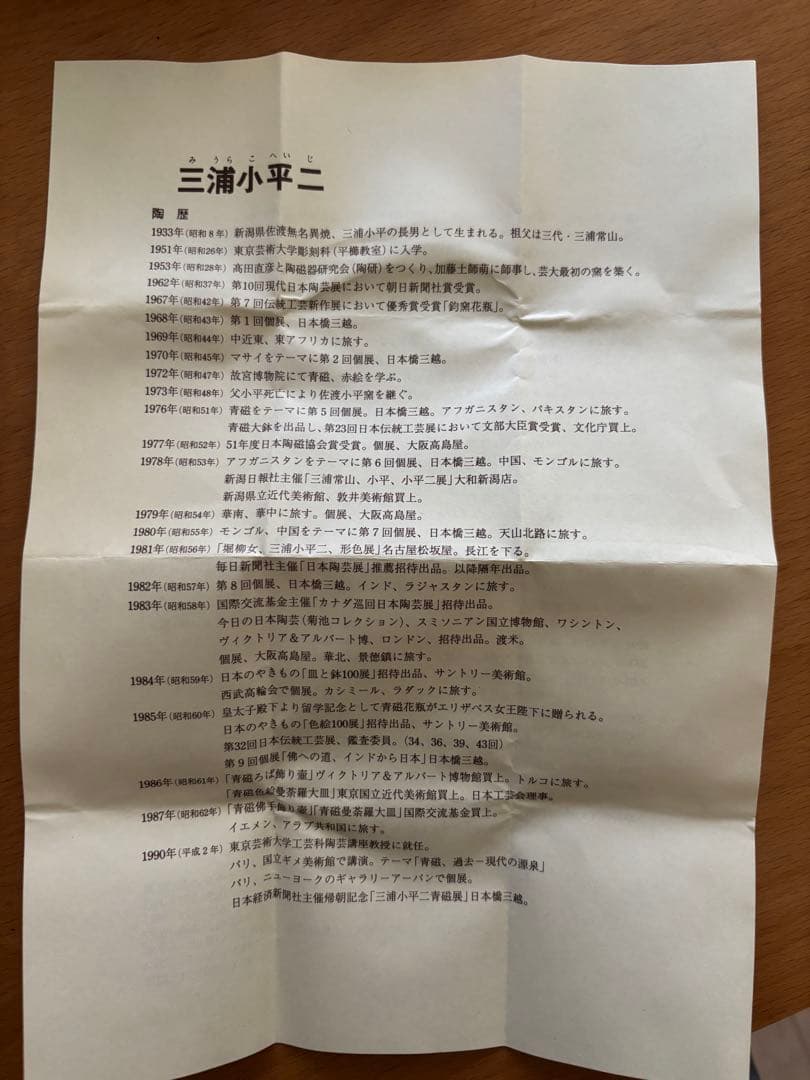 みうらこへいじ
三浦小平二
陶歴
1933年(昭和8年) 新潟県佐渡無名異焼、三浦小平の長男として生まれる。祖父は三代・三浦常山。
1951年(昭和26年) 東京芸術大学彫刻科(平櫛教室)に入学。
1953年(昭和28年) 高田直彦と陶磁器研究会(陶研)をつくり、加藤土師萌に師事し、芸大最初の窯を築く。
1962年(昭和37年) 第10回現代日本陶芸展において朝日新聞社賞受賞。
1967年(昭和42年) 第7回伝統工芸新作展において優秀賞受賞「鈞窯花瓶」。
1968年(昭和43年) 第1回個展、日本橋三越。
1969年(昭和44年) 中近東、東アフリカに旅す。
1970年(昭和45年) マサイをテーマに第2回個展、日本橋三越。
1972年(昭和47年) 故宮博物院にて青磁、赤絵を学ぶ。
1973年(昭和48年) 父小平死亡により佐渡小平窯を継ぐ。
1976年(昭和51年) 青磁をテーマに第5回個展。日本橋三越。アフガニスタン、パキスタンに旅す。
青磁大鉢を出品し、第23回日本伝統工芸展において文部大臣賞受賞、文化庁買上。
1977年(昭和52年) 51年度日本陶磁協会賞受賞。個展、大阪高島屋。
1978年(昭和53年) アフガニスタンをテーマに第6回個展、日本橋三越。中国、モンゴルに旅す。
新潟日報社主催「三浦常山、小平、小平二展」大和新潟店。
新潟県立近代美術館、敦井美術館買上。
1979年(昭和54年) 華南、華中に旅す。個展、大阪高島屋。
1980年(昭和55年) モンゴル、中国をテーマに第7回個展、日本橋三越。天山北路に旅す。
1981年(昭和56年) 「堀柳女、三浦小平二、形色展」名古屋松坂屋。長江を下る。
毎日新聞社主催「日本陶芸展」推薦招待出品。以降隔年出品。
1982年(昭和57年) 第8回個展、日本橋三越。インド、ラジャスタンに旅す。
1983年(昭和58年) 国際交流基金主催「カナダ巡回日本陶芸展」招待出品。
今日の日本陶芸(菊池コレクション)、スミソニアン国立博物館、ワシントン、
ヴィクトリア&アルバート博、ロンドン、招待出品。渡米。
個展、大阪高島屋。華北、景徳鎮に旅す。
1984年(昭和59年) 日本のやきもの「皿と鉢100展」招待出品、サントリー美術館。
西武高輪会で個展。カシミール、ラダックに旅す。
1985年(昭和60年) 皇太子殿下より留学記念として青磁花瓶がエリザベス女王陛下に贈られる。
日本のやきもの「色絵100展」招待出品、サントリー美術館。
第32回日本伝統工芸展、鑑査委員。(34、36、39、43回)
第9回個展「佛への道、インドから日本」日本橋三越。
1986年(昭和61年) 「青磁ろば飾り壷」ヴィクトリア&アルバート博物館買上。トルコに旅す。
「青磁色絵曼荼羅大皿」東京国立近代美術館買上。日本工芸会理事。
1987年(昭和62年) 「青磁佛手飾り壷」「青磁曼荼羅大皿」国際交流基金買上。
イエメン、アラブ共和国に旅す。
1990年(平成2年) 東京芸術大学工芸科陶芸講座教授に就任。
パリ、国立ギメ美術館で講演。テーマ「青磁、過去−現代の源泉」
パリ、ニューヨークのギャラリーアーバンで個展。
日本経済新聞社主催帰朝記念「三浦小平二青磁展」日本橋三越。